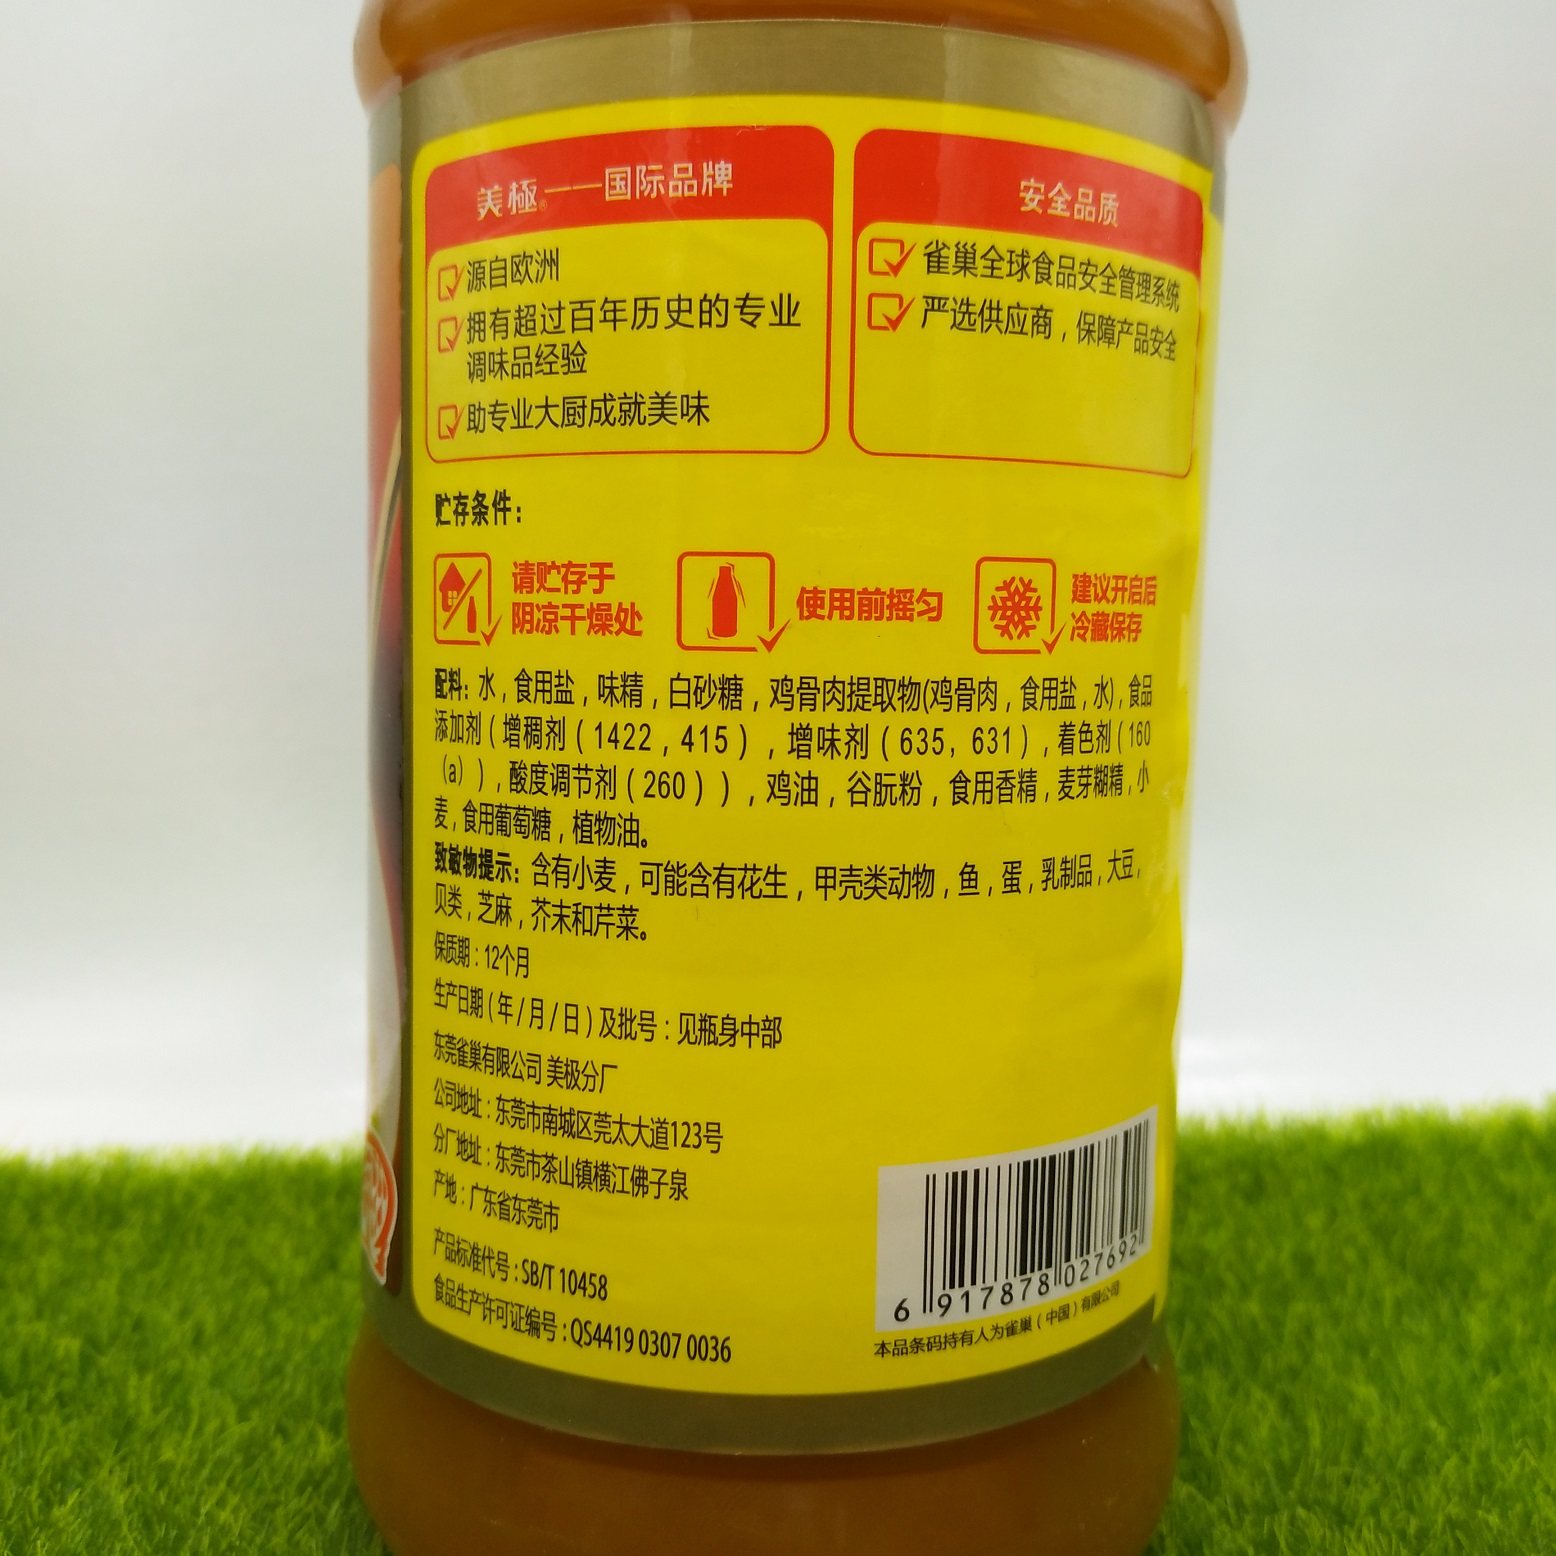 美極®——国际品牌
源自欧洲
拥有超过百年历史的专业
调味品经验
助专业大厨成就美味
安全品质
雀巢全球食品安全管理系统
严选供应商，保障产品安全
贮存条件：
请贮存于
阴凉干燥处
使用前摇匀
建议开启后
冷藏保存
配料：水，食用盐，味精，白砂糖，鸡骨肉提取物(鸡骨肉，食用盐，水)，食品
添加剂（增稠剂（1422，415），增味剂（635，631），着色剂（160
（a）），酸度调节剂（260）），鸡油，谷朊粉，食用香精，麦芽糊精，小
麦，食用葡萄糖，植物油。
致敏物提示：含有小麦，可能含有花生，甲壳类动物，鱼，蛋，乳制品，大豆，
贝类，芝麻，芥末和芹菜。
保质期：12个月
生产日期（年/月/日）及批号：见瓶身中部
东莞雀巢有限公司 美极分厂
公司地址：东莞市南城区莞太大道123号
分厂地址：东莞市茶山镇横江佛子泉
产地：广东省东莞市
产品标准代号：SB/T 10458
食品生产许可证编号：QS4419 0307 0036
6 917878 027692
本品条码持有人为雀巢（中国）有限公司